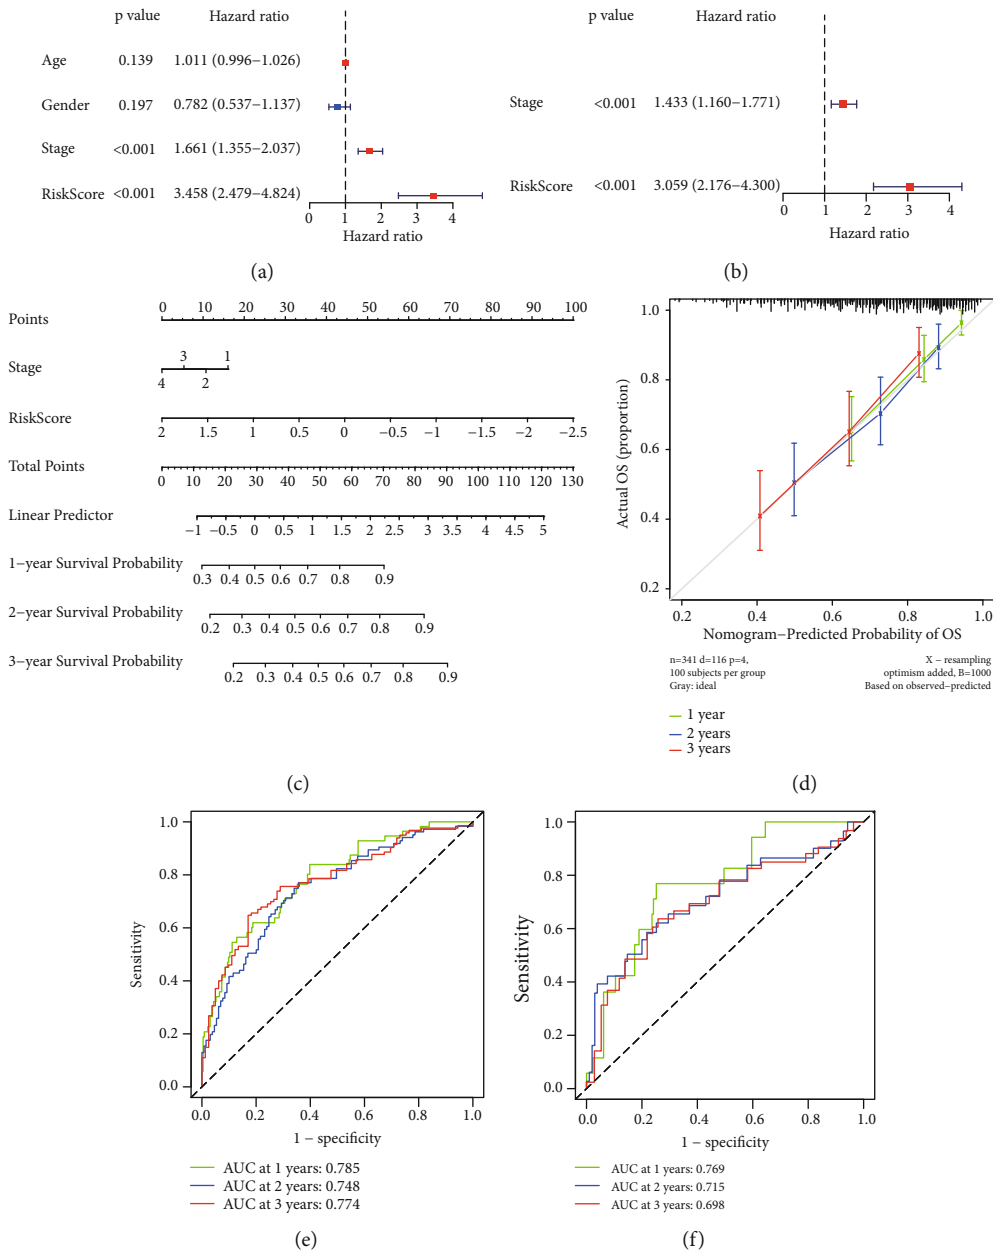 p value Hazard ratio
Age 0.139 1.011 (0.996−1.026)
Gender 0.197 0.782 (0.537−1.137)
Stage <0.001 1.661 (1.355−2.037)
RiskScore <0.001 3.458 (2.479−4.824)
0 1 2 3 4
Hazard ratio
(a)
p value Hazard ratio
Stage <0.001 1.433 (1.160−1.771)
RiskScore <0.001 3.059 (2.176−4.300)
0 1 2 3 4
Hazard ratio
(b)
Points 0 10 20 30 40 50 60 70 80 90 100
Stage
3 1
4 2
RiskScore
2 1.5 1 0.5 0 −0.5 −1 −1.5 −2 −2.5
Total Points
0 10 20 30 40 50 60 70 80 90 100 110 120 130
Linear Predictor
−1 −0.5 0 0.5 1 1.5 2 2.5 3 3.5 4 4.5 5
1−year Survival Probability
0.3 0.4 0.5 0.6 0.7 0.8 0.9
2−year Survival Probability
0.2 0.3 0.4 0.5 0.6 0.7 0.8 0.9
3−year Survival Probability
0.2 0.3 0.4 0.5 0.6 0.7 0.8 0.9
(c)
1.0
0.8
0.6
0.4
0.2
Actual OS (proportion)
0.2 0.4 0.6 0.8 1.0
Nomogram−Predicted Probability of OS
n=341 d=116 p=4,
100 subjects per group
Gray: ideal
X − resampling
optimism added, B=1000
Based on observed−predicted
1 year
2 years
3 years
(d)
1.0
0.8
0.6
0.4
0.2
0.0
Sensitivity
0.0 0.2 0.4 0.6 0.8 1.0
1 − specificity
AUC at 1 years: 0.785
AUC at 2 years: 0.748
AUC at 3 years: 0.774
(e)
1.0
0.8
0.6
0.4
0.2
0.0
Sensitivity
0.0 0.2 0.4 0.6 0.8 1.0
1 − specificity
AUC at 1 years: 0.769
AUC at 2 years: 0.715
AUC at 3 years: 0.698
(f)